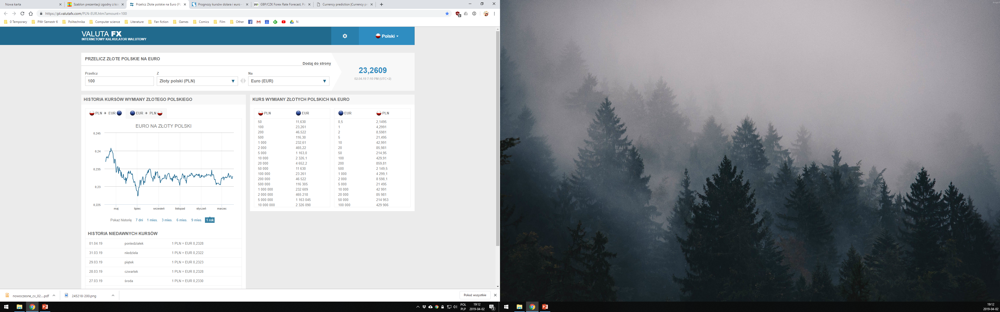 Nowa karta
Szablon prezentacji zgodny z księ
Przelicz Złote polskie na Euro (PL
Prognozy kursów dolara i euro -
GBP/CZK Forex Rate Forecast, Po
Currency prediction |Currency pr
https://pl.valutafx.com/PLN-EUR.htm?amount=100
2
0 Temporary
PWr Semestr 6
Politechnika
Computer science
Literature
Fan fiction
Games
Comics
Film
Other
N
VALUTA FX
INTERNETOWY KALKULATOR WALUTOWY
Polski
PRZELICZ ZŁOTE POLSKIE NA EURO
Dodaj do strony
Przelicz
Z
Na
100
Złoty polski (PLN)
Euro (EUR)
23,2609
02.04.19 7:10 PM (UTC+2)
HISTORIA KURSÓW WYMIANY ZŁOTEGO POLSKIEGO
PLN → EUR
EUR → PLN
EURO NA ZŁOTY POLSKI
0,245
0,24
0,235
0,23
0,225
maj lipiec wrzesień listopad styczeń marzec
Pokaż historię 7 dni 1 mies. 3 mies. 6 mies. 9 mies. 1 rok
HISTORIA NIEDAWNYCH KURSÓW
01.04.19 poniedziałek 1 PLN = EUR 0,2328
31.03.19 niedziela 1 PLN = EUR 0,2322
29.03.19 piątek 1 PLN = EUR 0,2323
28.03.19 czwartek 1 PLN = EUR 0,2328
27.03.19 środa 1 PLN = EUR 0,2330
KURS WYMIANY ZŁOTYCH POLSKICH NA EURO
PLN EUR
50 11,630
100 23,261
200 46,522
500 116,30
1 000 232,61
2 000 465,22
5 000 1 163,0
10 000 2 326,1
20 000 4 652,2
50 000 11 630
100 000 23 261
200 000 46 522
500 000 116 305
1 000 000 232 609
2 000 000 465 218
5 000 000 1 163 045
10 000 000 2 326 090
EUR PLN
0,5 2,1495
1 4,2991
2 8,5981
5 21,495
10 42,991
20 85,981
50 214,95
100 429,91
200 859,81
500 2 149,5
1 000 4 299,1
2 000 8 598,1
5 000 21 495
10 000 42 991
20 000 85 981
50 000 214 953
100 000 429 906
nowoczesne_cv_02....pdf
245218-200.png
Pokaż wszystkie
POL
PLP
19:12
2019-04-02
2
19:12
2019-04-02